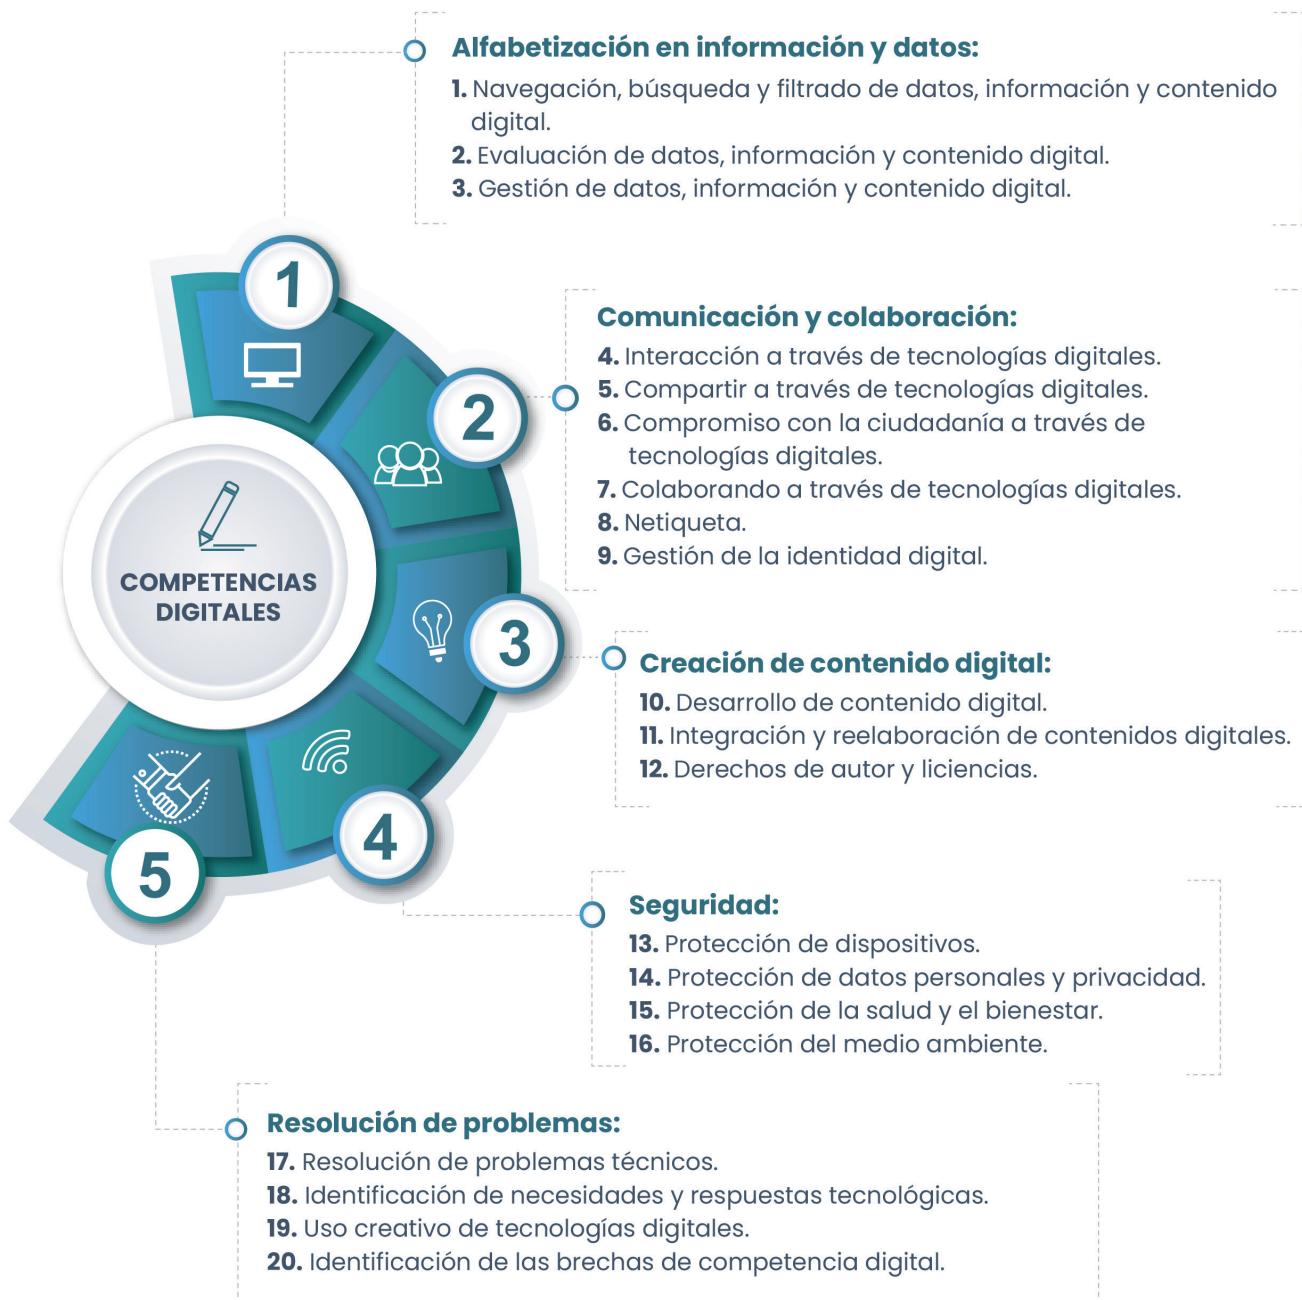 Alfabetización en información y datos:
1. Navegación, búsqueda y filtrado de datos, información y contenido
digital.
2. Evaluación de datos, información y contenido digital.
3. Gestión de datos, información y contenido digital.
1
Comunicación y colaboración:
4. Interacción a través de tecnologías digitales.
5. Compartir a través de tecnologías digitales.
6. Compromiso con la ciudadanía a través de
tecnologías digitales.
7. Colaborando a través de tecnologías digitales.
8. Netiqueta.
9. Gestión de la identidad digital.
2
COMPETENCIAS
DIGITALES
3
Creación de contenido digital:
10. Desarrollo de contenido digital.
11. Integración y reelaboración de contenidos digitales.
12. Derechos de autor y liciencias.
4
5
Seguridad:
13. Protección de dispositivos.
14. Protección de datos personales y privacidad.
15. Protección de la salud y el bienestar.
16. Protección del medio ambiente.
Resolución de problemas:
17. Resolución de problemas técnicos.
18. Identificación de necesidades y respuestas tecnológicas.
19. Uso creativo de tecnologías digitales.
20. Identificación de las brechas de competencia digital.